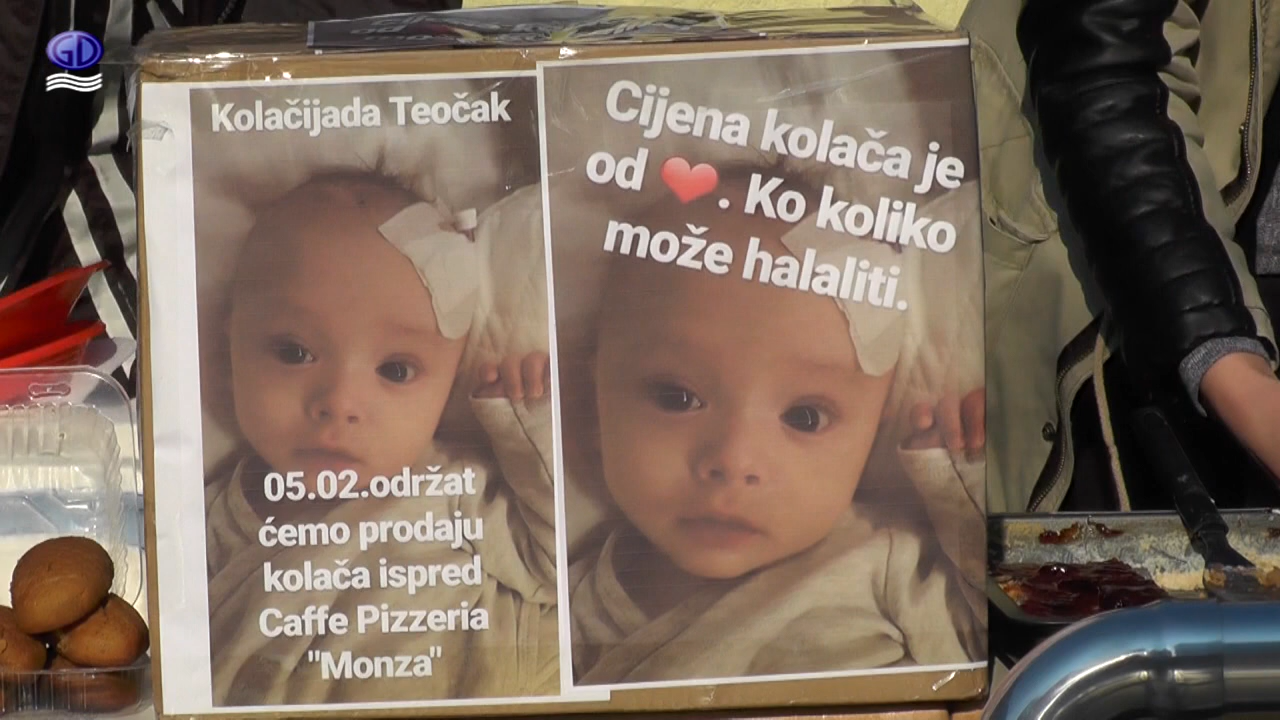 GD
Kolačijada Teočak
05.02.održat
ćemo prodaju
kolača ispred
Caffe Pizzeria
"Monza"
Cijena kolača je
od ❤️. Ko koliko
može halaliti.